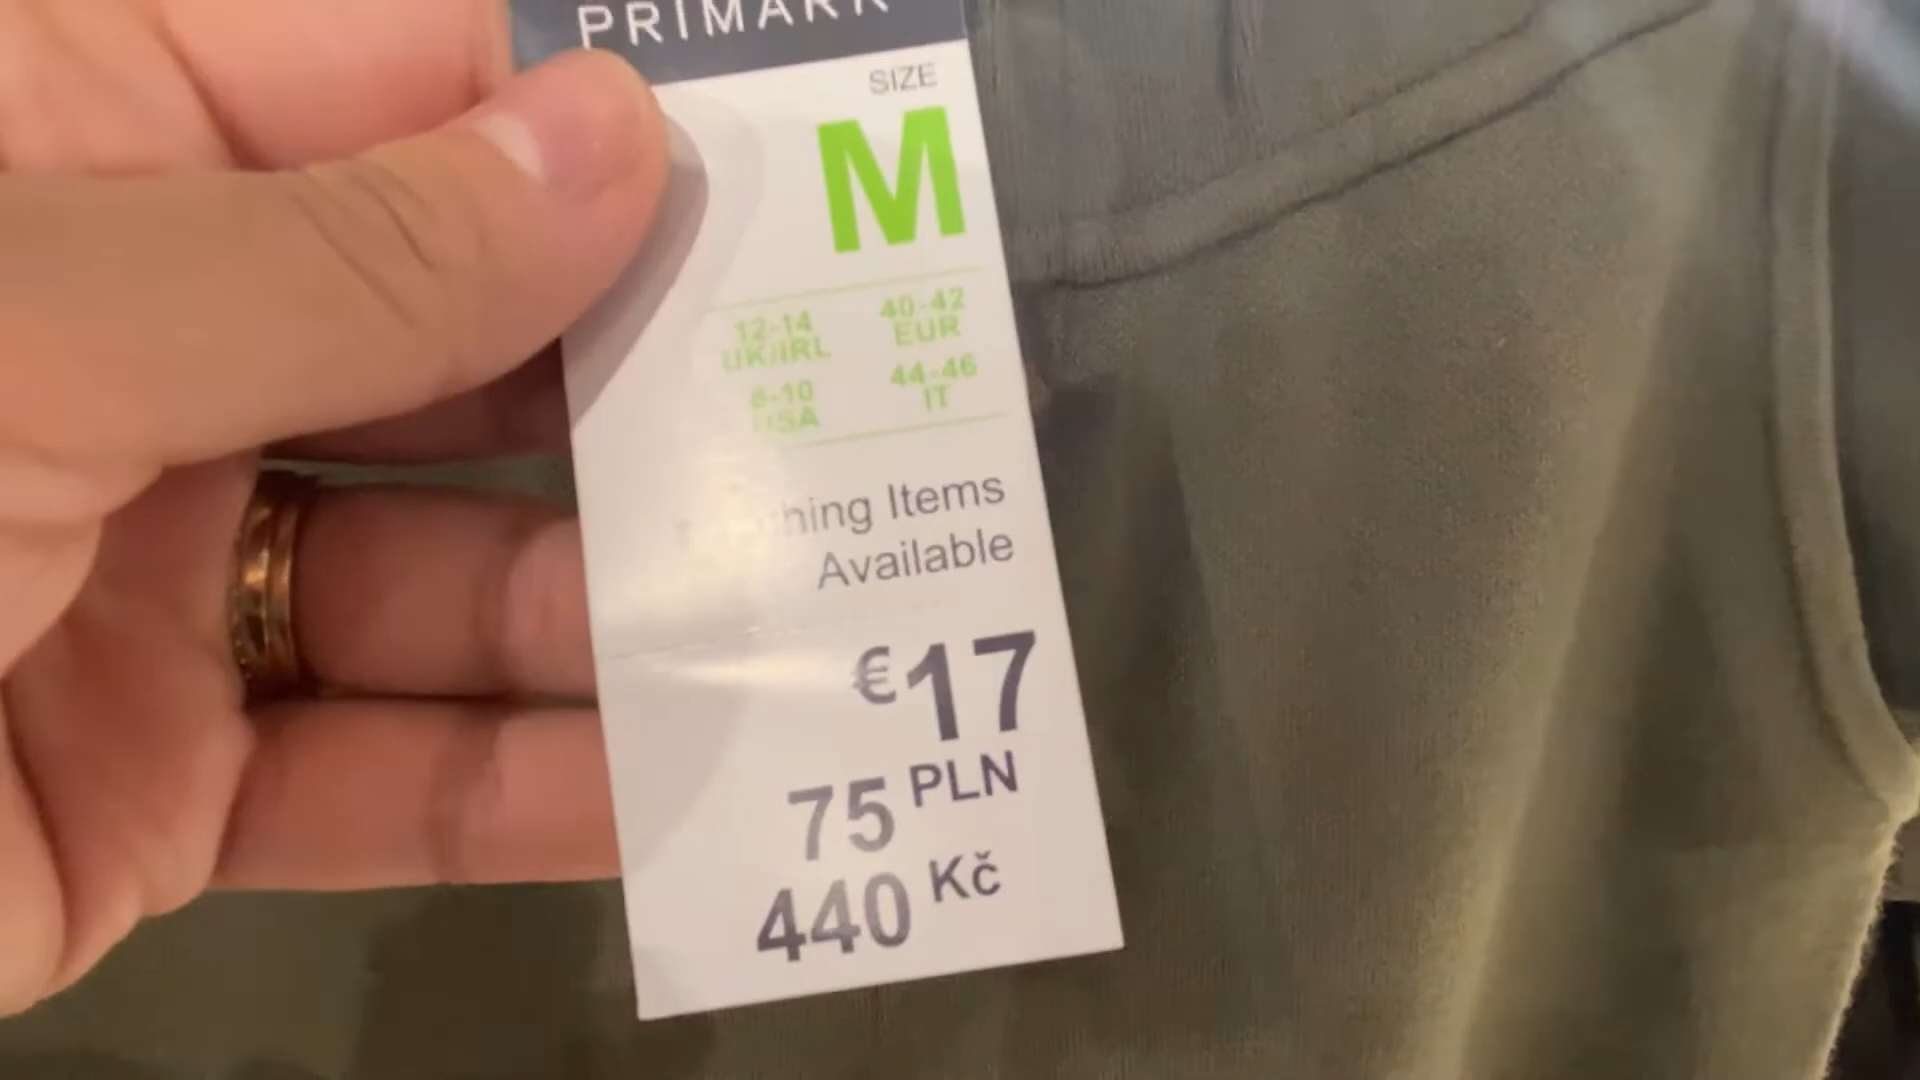 PRIMARK
SIZE
M
12-14
UK/IRL
40-42
EUR
8-10
USA
44-46
IT
Items
Available
€17
75 PLN
440 Kč